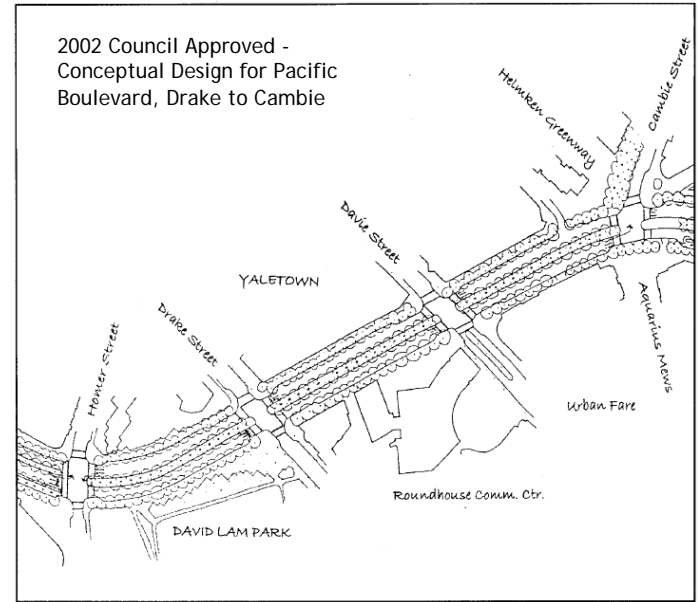 2002 Council Approved -
Conceptual Design for Pacific
Boulevard, Drake to Cambie
Helmken Greenway
Cambie Street
Davie Street
YALETOWN
Drake Street
Homer Street
Aquarius Mews
Urban Fare
Roundhouse Comm. Ctr.
DAVID LAM PARK